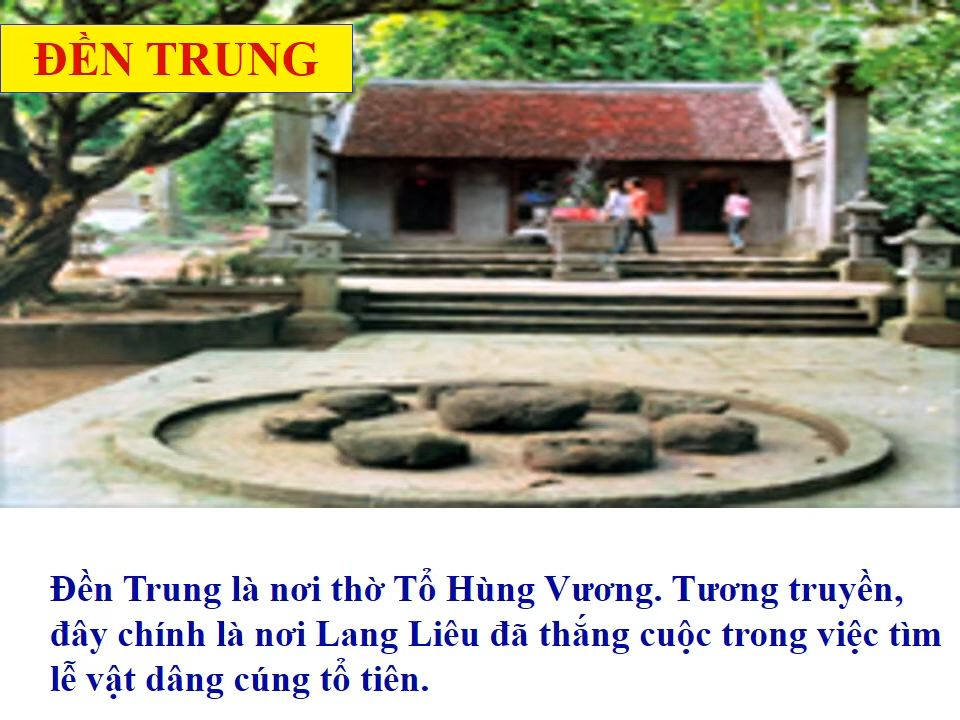 ĐỀN TRUNG
Đền Trung là nơi thờ Tổ Hùng Vương. Tương truyền,
đây chính là nơi Lang Liêu đã thắng cuộc trong việc tìm
lễ vật dâng cúng tổ tiên.